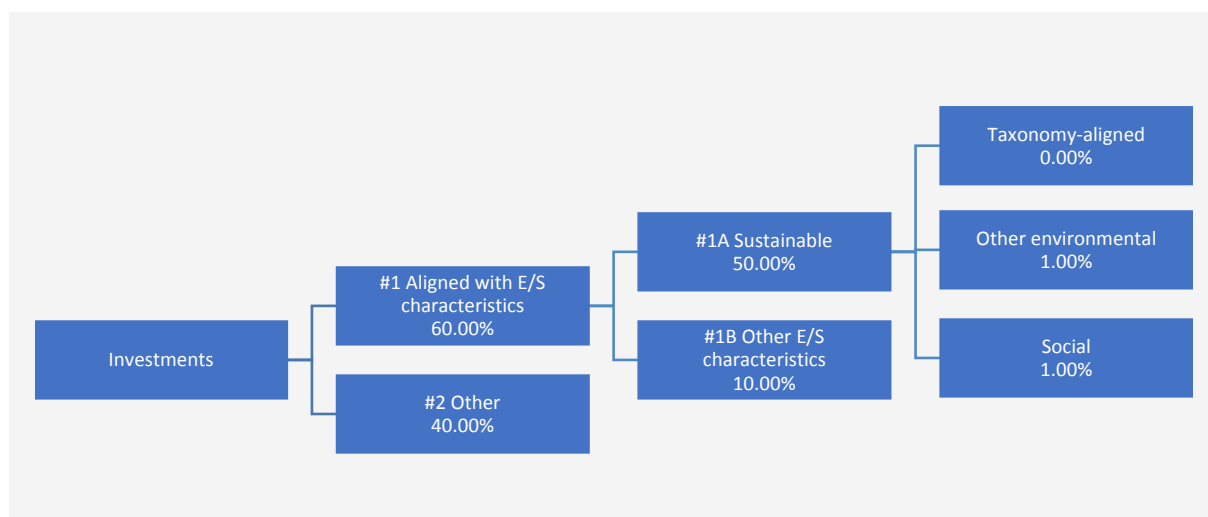 Investments
#1 Aligned with E/S
characteristics
60.00%
#2 Other
40.00%
#1A Sustainable
50.00%
#1B Other E/S
characteristics
10.00%
Taxonomy-aligned
0.00%
Other environmental
1.00%
Social
1.00%